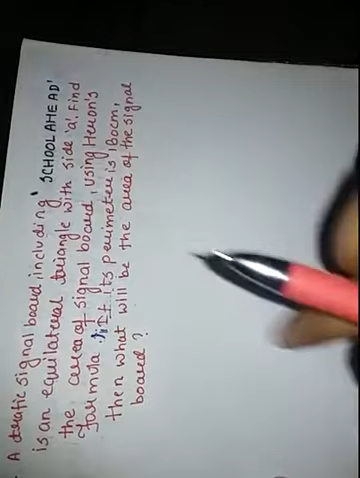 A traffic signal board including 'SCHOOL AHEAD'
is an equilateral triangle with side 'a'. Find
the area of signal board, using Heron's
formula. If its perimeter is 180cm,
then what will be the area of the signal
board?